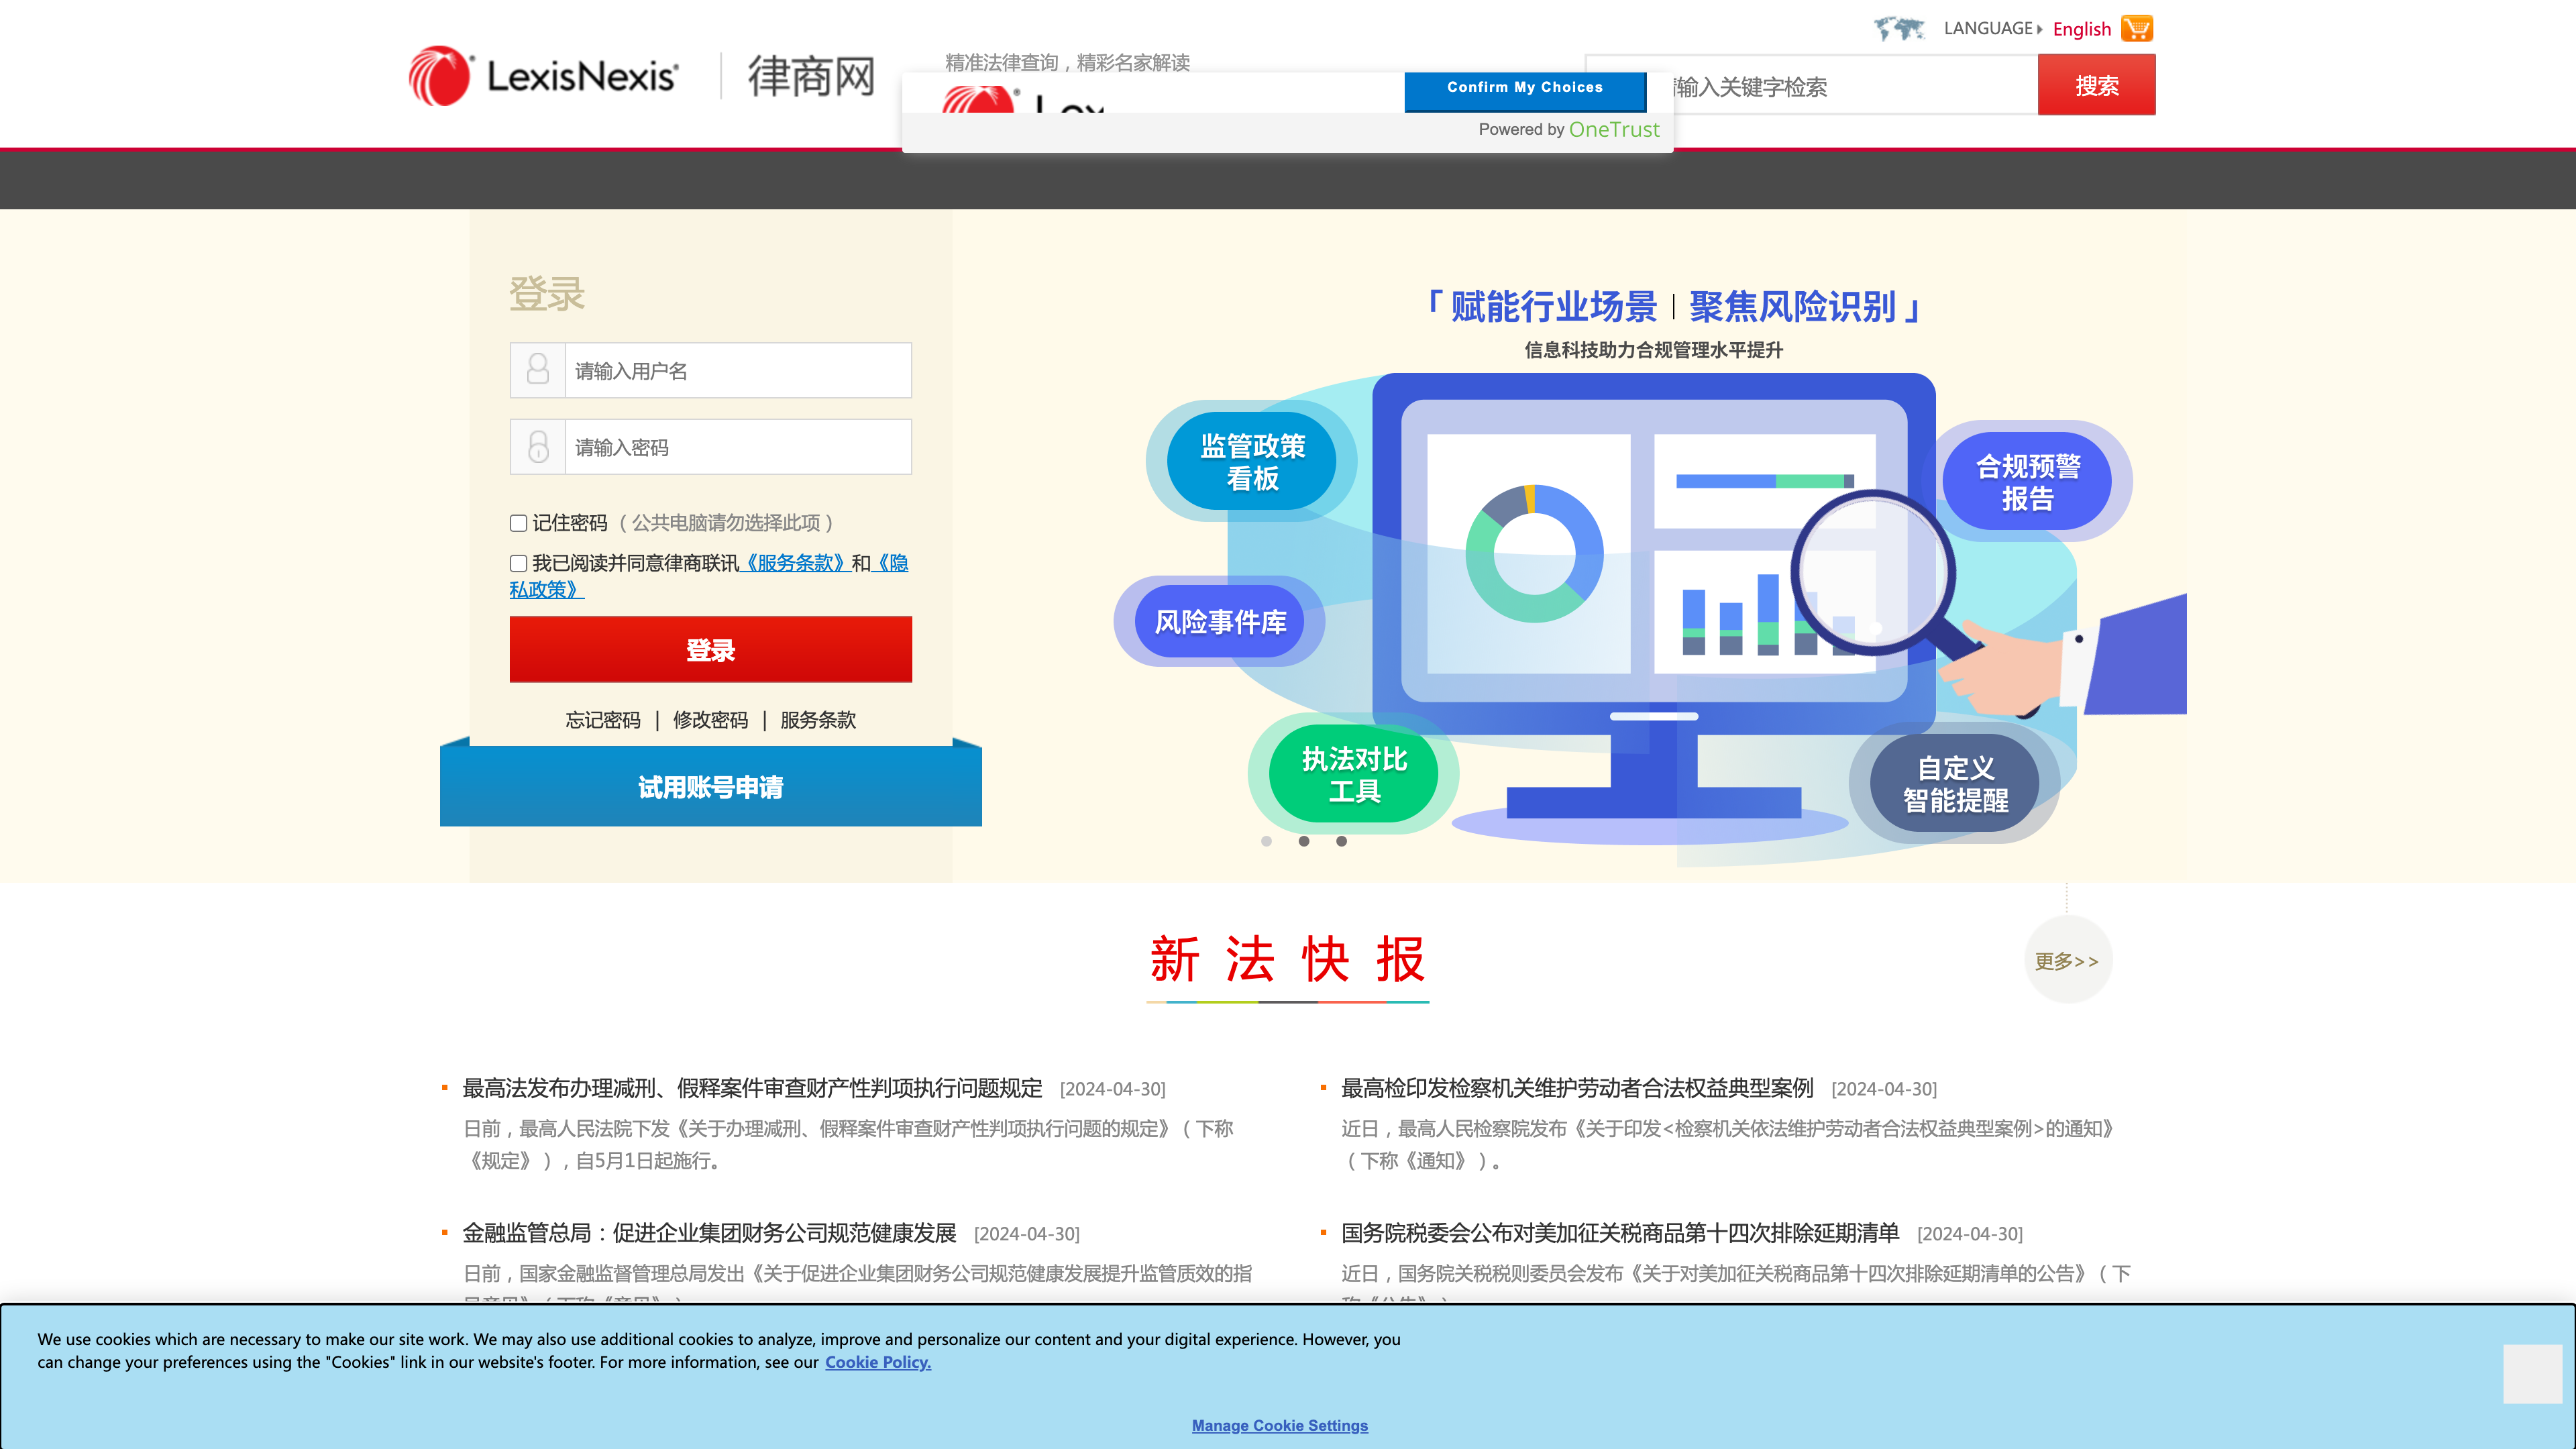 LANGUAGE English
LexisNexis® 律商网
精准法律查询，精彩名家解读
输入关键字检索
搜索
Confirm My Choices
Powered by OneTrust
登录
请输入用户名
请输入密码
记住密码（公共电脑请勿选择此项）
我已阅读并同意律商联讯《服务条款》和《隐
私政策》
登录
忘记密码 | 修改密码 | 服务条款
试用账号申请
「赋能行业场景 | 聚焦风险识别」
信息科技助力合规管理水平提升
监管政策
看板
合规预警
报告
风险事件库
执法对比
工具
自定义
智能提醒
新法快报
更多>>
最高法发布办理减刑、假释案件审查财产性判项执行问题规定 [2024-04-30]
日前，最高人民法院下发《关于办理减刑、假释案件审查财产性判项执行问题的规定》（下称
《规定》），自5月1日起施行。
最高检印发检察机关维护劳动者合法权益典型案例 [2024-04-30]
近日，最高人民检察院发布《关于印发<检察机关依法维护劳动者合法权益典型案例>的通知》
（下称《通知》）。
金融监管总局：促进企业集团财务公司规范健康发展 [2024-04-30]
日前，国家金融监督管理总局发出《关于促进企业集团财务公司规范健康发展提升监管质效的指
国务院税委会公布对美加征关税商品第十四次排除延期清单 [2024-04-30]
近日，国务院关税税则委员会发布《关于对美加征关税商品第十四次排除延期清单的公告》（下
We use cookies which are necessary to make our site work. We may also use additional cookies to analyze, improve and personalize our content and your digital experience. However, you
can change your preferences using the "Cookies" link in our website's footer. For more information, see our Cookie Policy.
Manage Cookie Settings